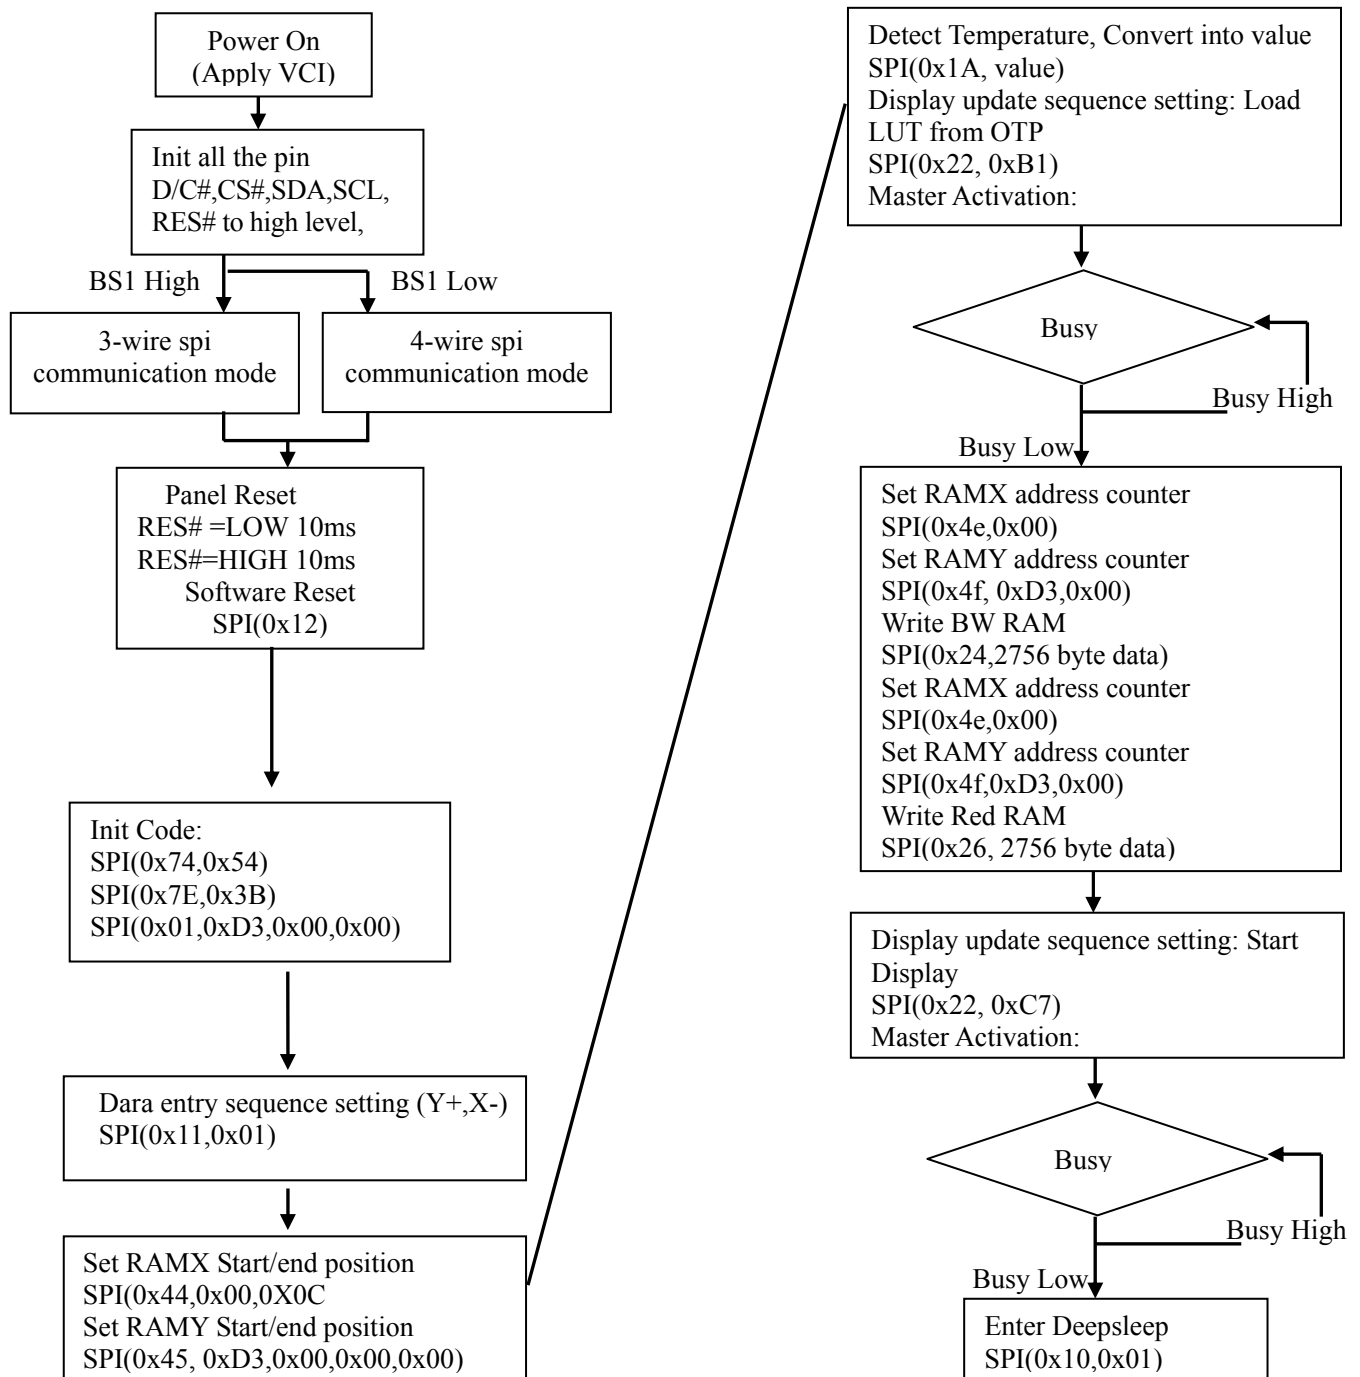 Power On
(Apply VCI)
Init all the pin
D/C#,CS#,SDA,SCL,
RES# to high level,
BS1 High
BS1 Low
3-wire spi
communication mode
4-wire spi
communication mode
Panel Reset
RES# =LOW 10ms
RES#=HIGH 10ms
Software Reset
SPI(0x12)
Init Code:
SPI(0x74,0x54)
SPI(0x7E,0x3B)
SPI(0x01,0xD3,0x00,0x00)
Dara entry sequence setting (Y+,X-)
SPI(0x11,0x01)
Set RAMX Start/end position
SPI(0x44,0x00,0X0C
Set RAMY Start/end position
SPI(0x45, 0xD3,0x00,0x00,0x00)
Detect Temperature, Convert into value
SPI(0x1A, value)
Display update sequence setting: Load
LUT from OTP
SPI(0x22, 0xB1)
Master Activation:
Busy
Busy High
Busy Low
Set RAMX address counter
SPI(0x4e,0x00)
Set RAMY address counter
SPI(0x4f, 0xD3,0x00)
Write BW RAM
SPI(0x24,2756 byte data)
Set RAMX address counter
SPI(0x4e,0x00)
Set RAMY address counter
SPI(0x4f,0xD3,0x00)
Write Red RAM
SPI(0x26, 2756 byte data)
Display update sequence setting: Start
Display
SPI(0x22, 0xC7)
Master Activation:
Busy
Busy High
Busy Low
Enter Deepsleep
SPI(0x10,0x01)